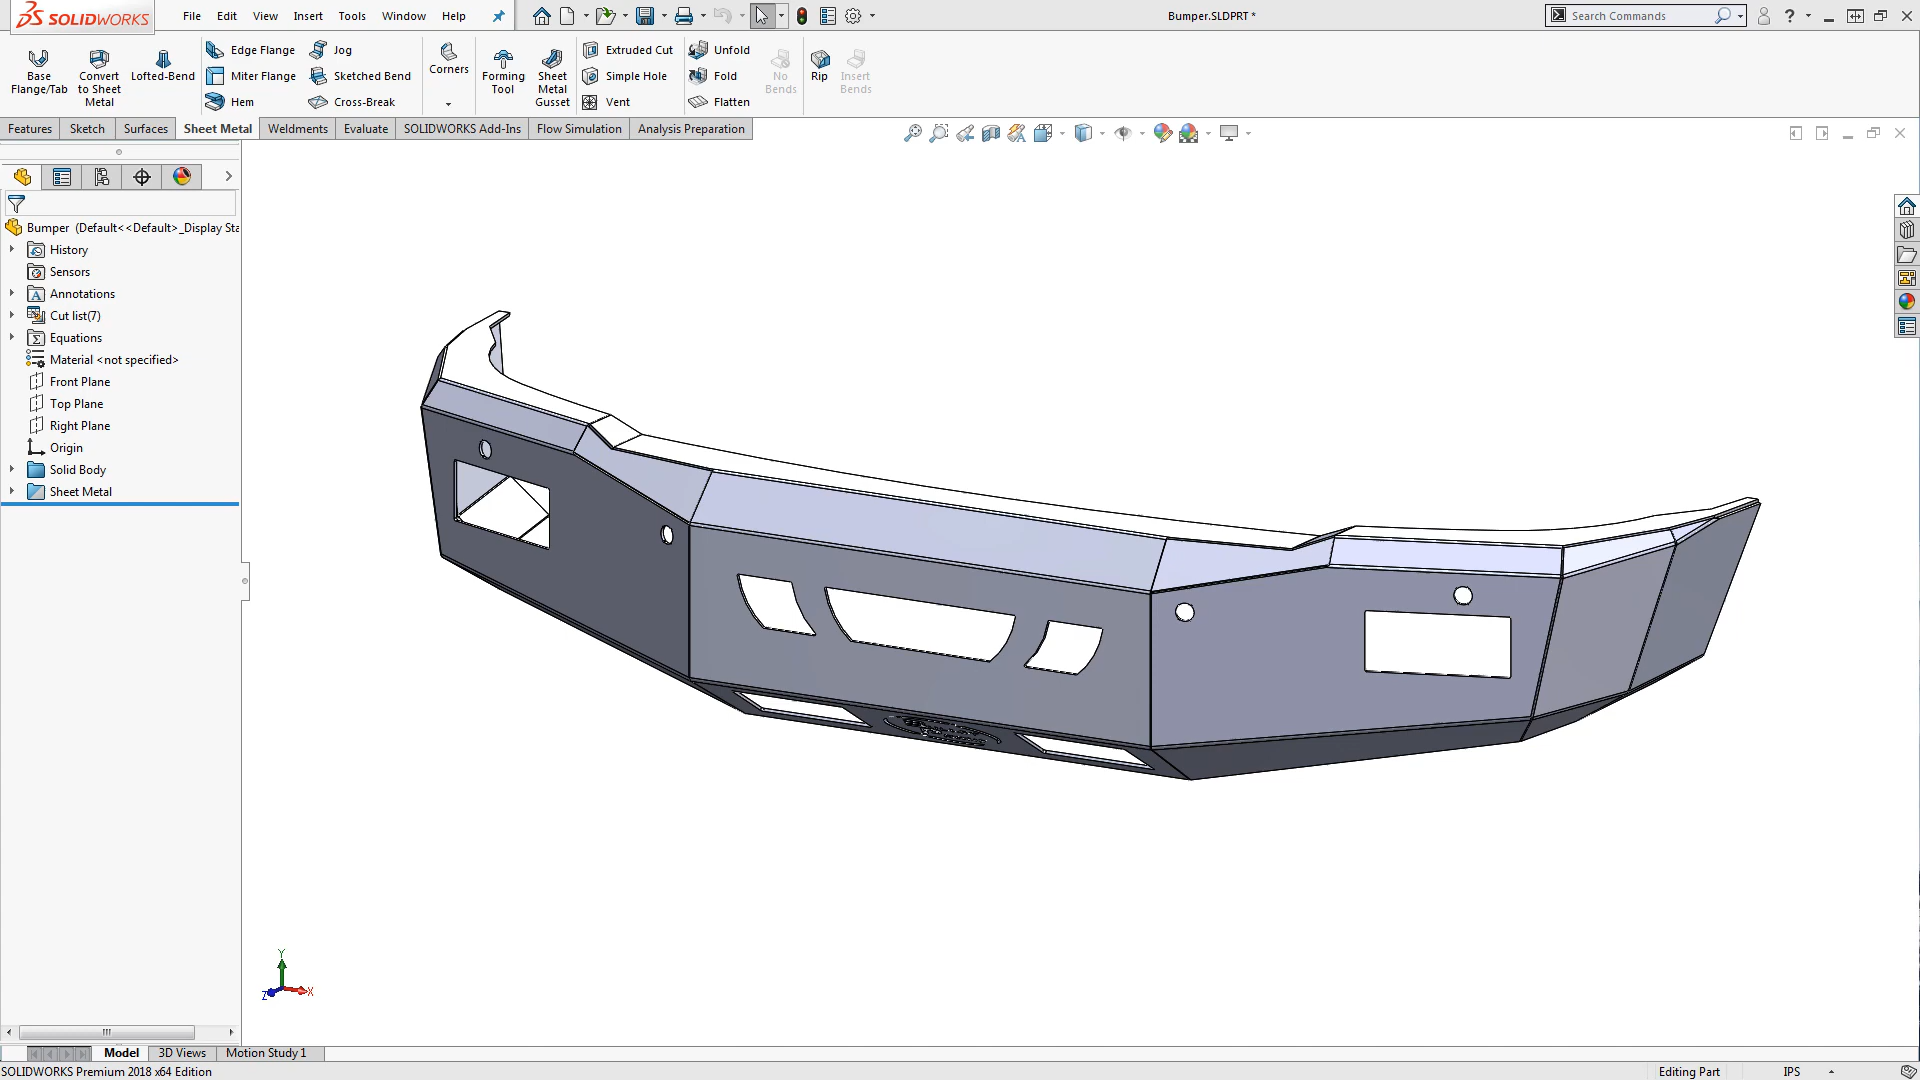 SOLIDWORKS File Edit View Insert Tools Window Help Bumper.SLDPRT * Search Commands ?
Base Flange/Tab
Convert to Sheet Metal
Lofted-Bend
Edge Flange
Miter Flange
Hem
Jog
Sketched Bend
Cross-Break
Corners
Forming Tool
Sheet Metal Gusset
Extruded Cut
Simple Hole
Vent
Unfold
Fold
Flatten
No Bends
Rip
Insert Bends
Features Sketch Surfaces Sheet Metal Weldments Evaluate SOLIDWORKS Add-Ins Flow Simulation Analysis Preparation
Bumper (Default<<Default>_Display Sta
History
Sensors
Annotations
Cut list(7)
Equations
Material <not specified>
Front Plane
Top Plane
Right Plane
Origin
Solid Body
Sheet Metal
Y
Z X
Model 3D Views Motion Study 1
SOLIDWORKS Premium 2018 x64 Edition Editing Part IPS